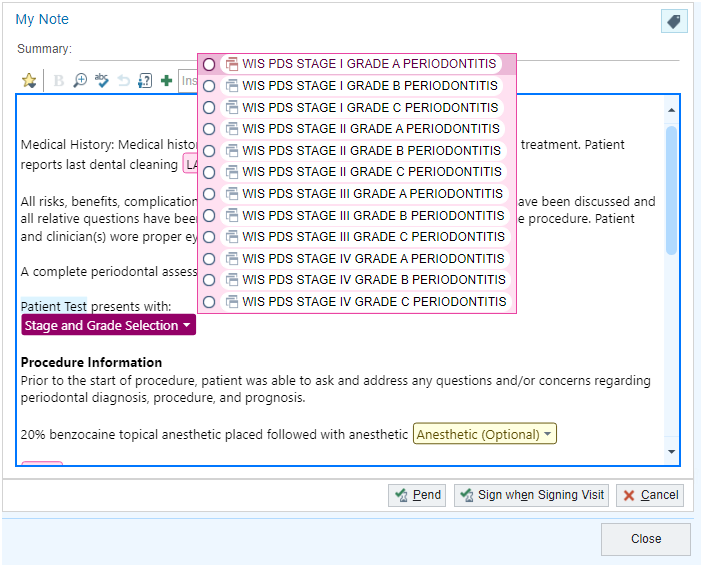 My Note
Summary:
B abc Ins
WIS PDS STAGE I GRADE A PERIODONTITIS
WIS PDS STAGE I GRADE B PERIODONTITIS
WIS PDS STAGE I GRADE C PERIODONTITIS
WIS PDS STAGE II GRADE A PERIODONTITIS
WIS PDS STAGE II GRADE B PERIODONTITIS
WIS PDS STAGE II GRADE C PERIODONTITIS
WIS PDS STAGE III GRADE A PERIODONTITIS
WIS PDS STAGE III GRADE B PERIODONTITIS
WIS PDS STAGE III GRADE C PERIODONTITIS
WIS PDS STAGE IV GRADE A PERIODONTITIS
WIS PDS STAGE IV GRADE B PERIODONTITIS
WIS PDS STAGE IV GRADE C PERIODONTITIS
Medical History: Medical histor treatment. Patient
reports last dental cleaning LA
All risks, benefits, complication ave been discussed and
all relative questions have been e procedure. Patient
and clinician(s) wore proper ey
A complete periodontal assess
Patient Test presents with:
Stage and Grade Selection
Procedure Information
Prior to the start of procedure, patient was able to ask and address any questions and/or concerns regarding
periodontal diagnosis, procedure, and prognosis.
20% benzocaine topical anesthetic placed followed with anesthetic Anesthetic (Optional)
Pend Sign when Signing Visit Cancel
Close